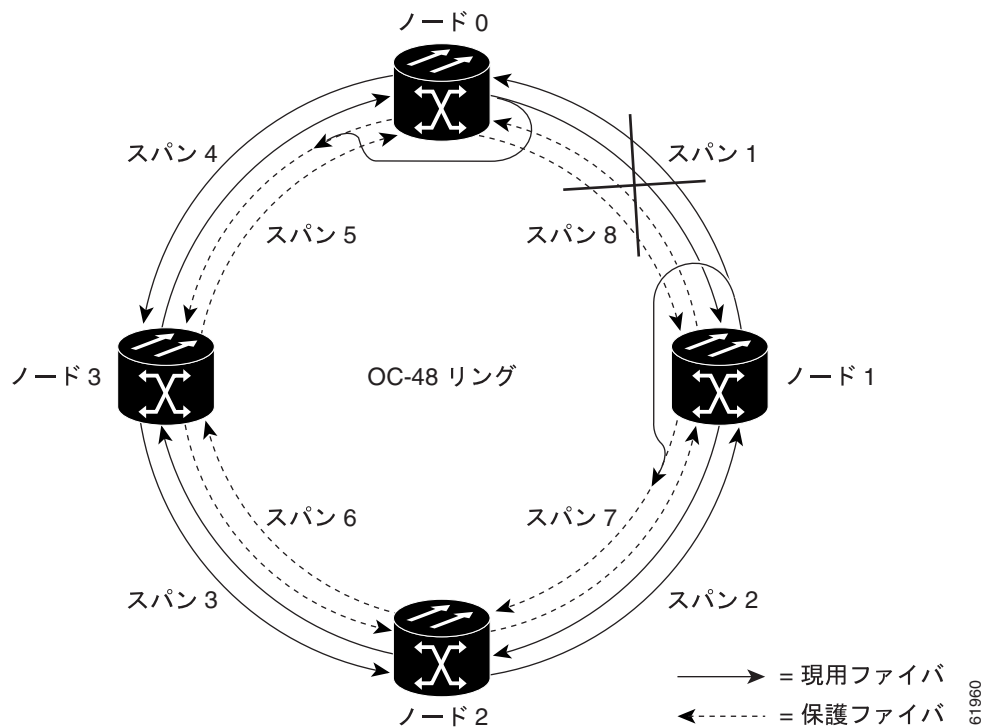 ノード 0
スパン 4
スパン 1
スパン 5
スパン 8
ノード 3
OC-48 リング
ノード 1
スパン 6
スパン 7
スパン 3
スパン 2
ノード 2
= 現用ファイバ
= 保護ファイバ
61960